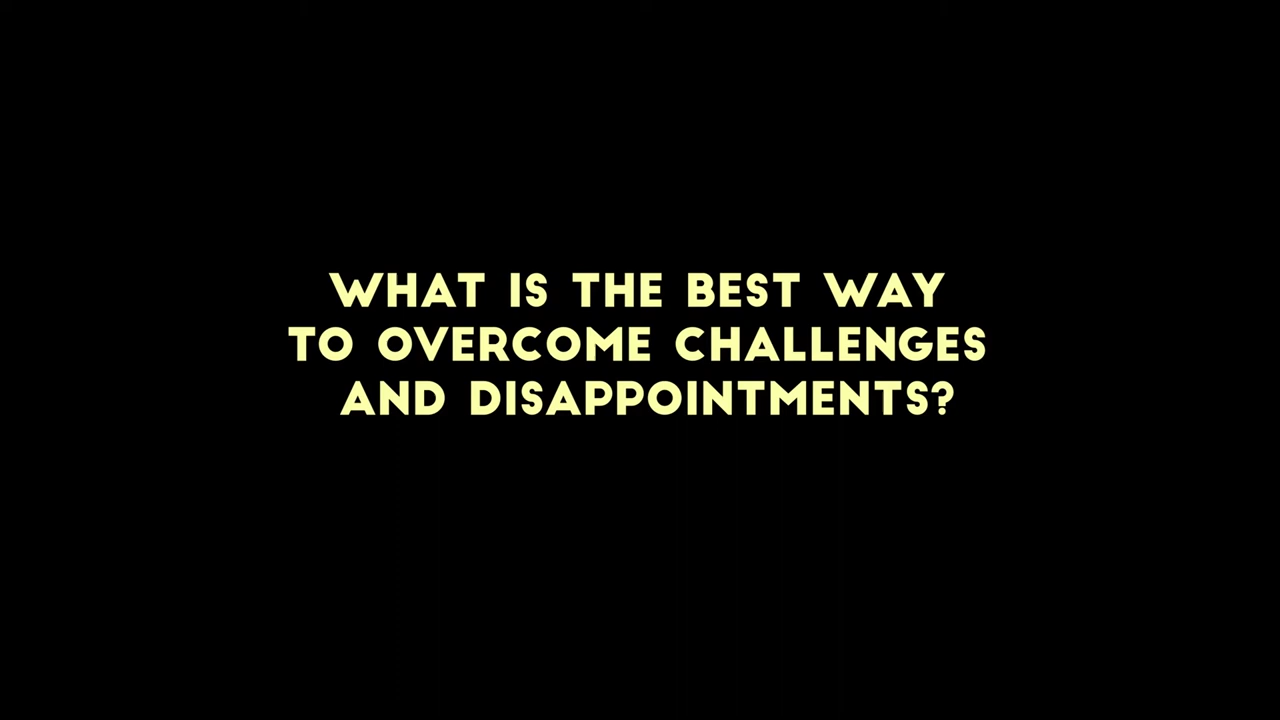 WHAT IS THE BEST WAY
TO OVERCOME CHALLENGES
AND DISAPPOINTMENTS?